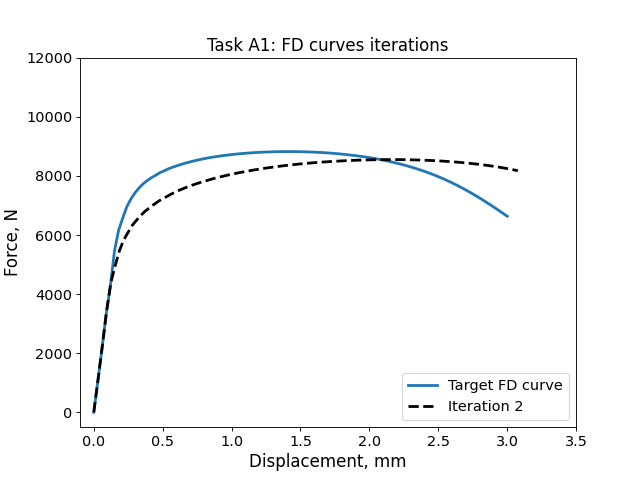 Task A1: FD curves iterations
12000
10000
8000
6000
4000
2000
0
Force, N
0.0 0.5 1.0 1.5 2.0 2.5 3.0 3.5
Displacement, mm
Target FD curve
Iteration 2